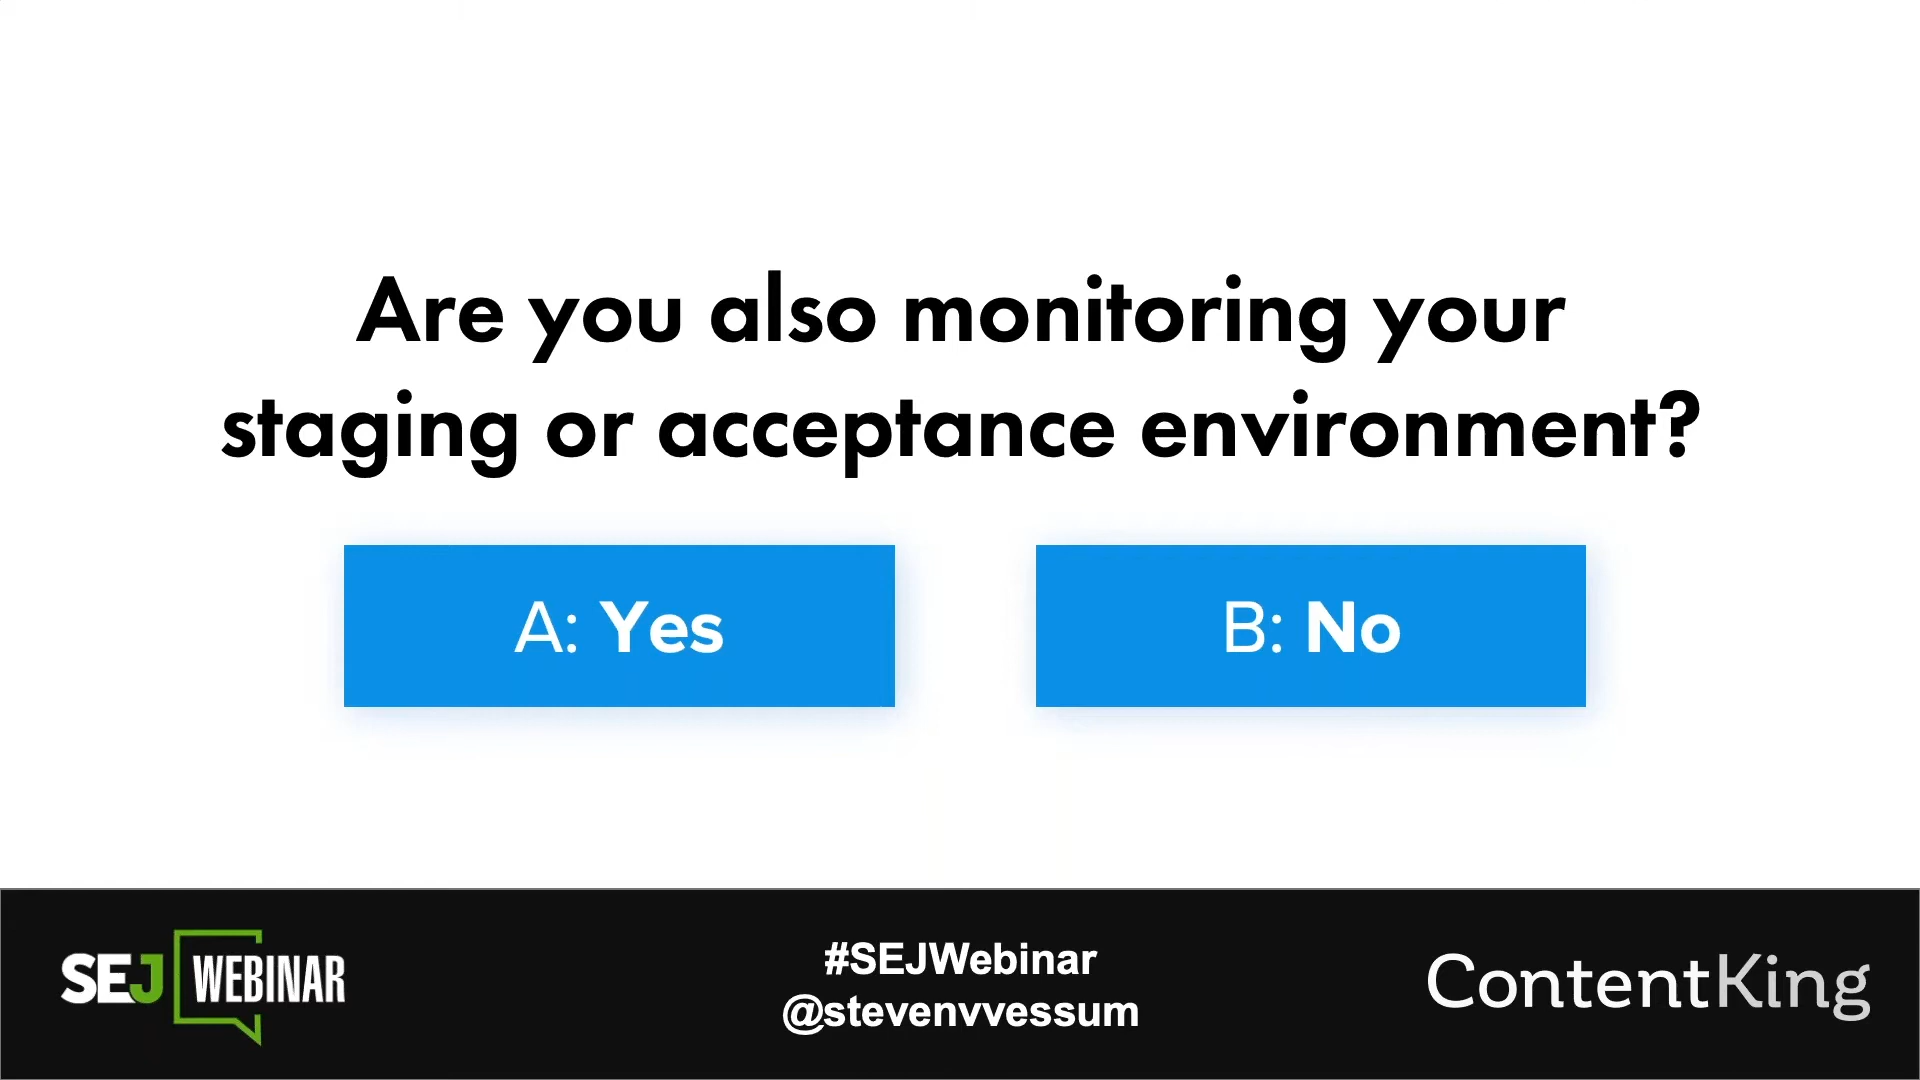 Are you also monitoring your
staging or acceptance environment?
A: Yes
B: No
SEJ WEBINAR
#SEJWebinar
@stevenvvessum
ContentKing